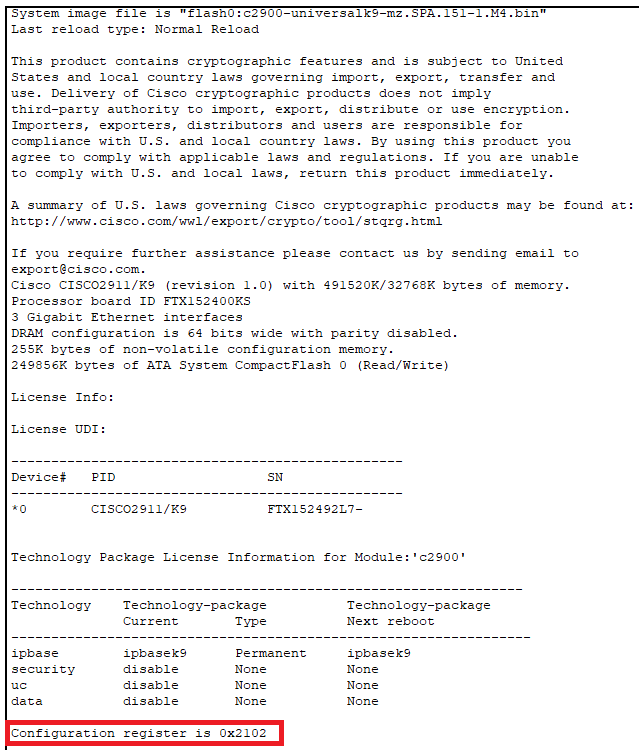 System image file is "flash0:c2900-universalk9-mz.SPA.151-1.M4.bin"
Last reload type: Normal Reload
This product contains cryptographic features and is subject to United
States and local country laws governing import, export, transfer and
use. Delivery of Cisco cryptographic products does not imply
third-party authority to import, export, distribute or use encryption.
Importers, exporters, distributors and users are responsible for
compliance with U.S. and local country laws. By using this product you
agree to comply with applicable laws and regulations. If you are unable
to comply with U.S. and local laws, return this product immediately.
A summary of U.S. laws governing Cisco cryptographic products may be found at:
http://www.cisco.com/wwl/export/crypto/tool/stqrg.html
If you require further assistance please contact us by sending email to
export@cisco.com.
Cisco CISCO2911/K9 (revision 1.0) with 491520K/32768K bytes of memory.
Processor board ID FTX152400KS
3 Gigabit Ethernet interfaces
DRAM configuration is 64 bits wide with parity disabled.
255K bytes of non-volatile configuration memory.
249856K bytes of ATA System CompactFlash 0 (Read/Write)
License Info:
License UDI:
-------------------------------------------------
Device# PID SN
-------------------------------------------------
*0 CISCO2911/K9 FTX152492L7-
Technology Package License Information for Module:'c2900'
----------------------------------------------------------------
Technology Technology-package Technology-package
Current Type Next reboot
-----------------------------------------------------------------
ipbase ipbasek9 Permanent ipbasek9
security disable None None
uc disable None None
data disable None None
Configuration register is 0x2102